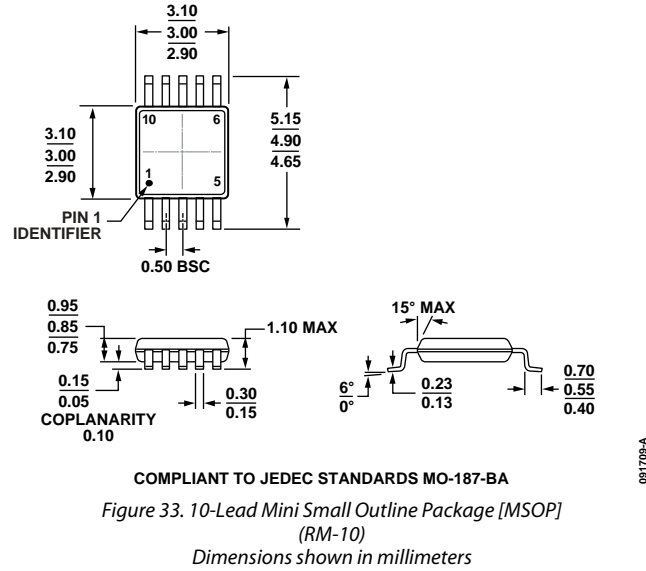 3.10
3.00
2.90
10
6
3.10
3.00
2.90
5.15
4.90
4.65
1
5
PIN 1
IDENTIFIER
0.50 BSC
0.95
0.85
0.75
1.10 MAX
15° MAX
0.15
0.05
COPLANARITY
0.10
0.30
0.15
6°
0°
0.23
0.13
0.70
0.55
0.40
COMPLIANT TO JEDEC STANDARDS MO-187-BA
091709-A
Figure 33. 10-Lead Mini Small Outline Package [MSOP]
(RM-10)
Dimensions shown in millimeters